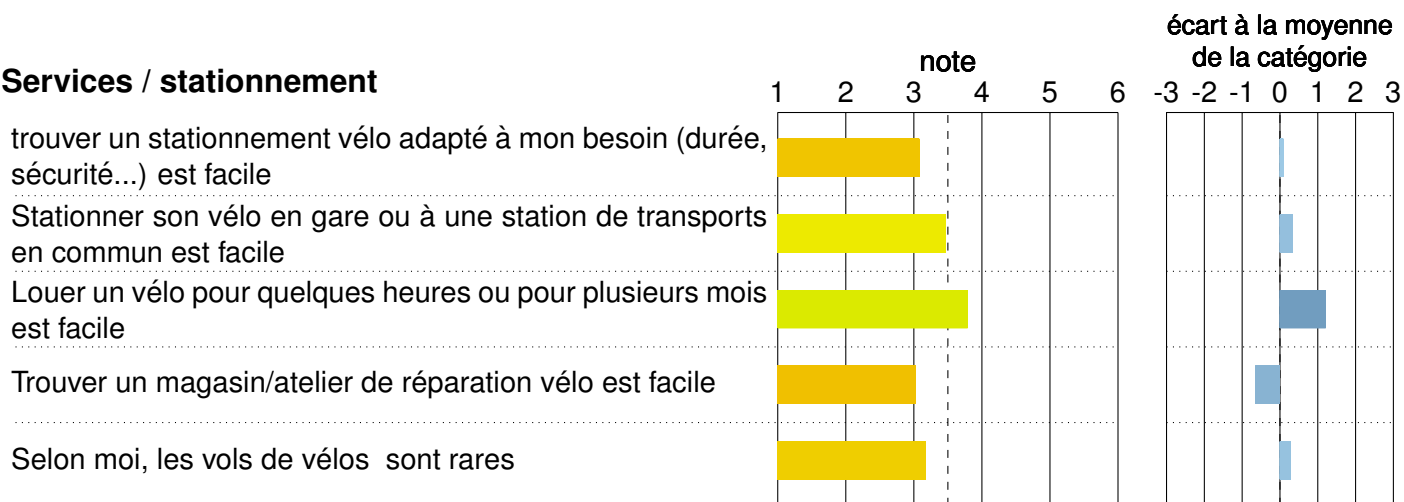 écart à la moyenne
de la catégorie
note
Services / stationnement
1 2 3 4 5 6
-3 -2 -1 0 1 2 3
trouver un stationnement vélo adapté à mon besoin (durée,
sécurité...) est facile
Stationner son vélo en gare ou à une station de transports
en commun est facile
Louer un vélo pour quelques heures ou pour plusieurs mois
est facile
Trouver un magasin/atelier de réparation vélo est facile
Selon moi, les vols de vélos sont rares